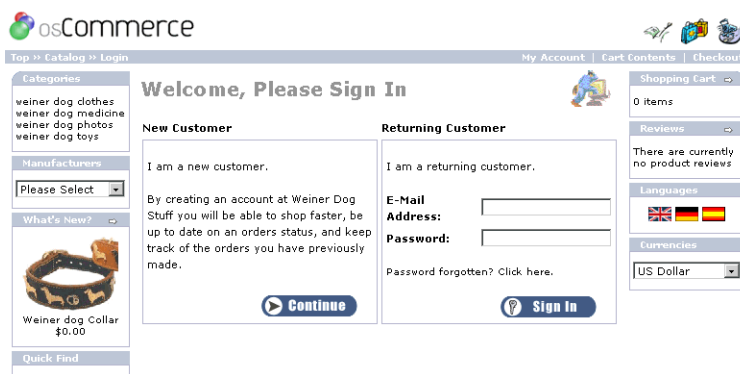 osCommerce
Top >> Catalog >> Login
My Account | Cart Contents | Checkout
Categories
weiner dog clothes
weiner dog medicine
weiner dog photos
weiner dog toys
Manufacturers
Please Select
What's New?
Weiner dog Collar
$0.00
Quick Find
Welcome, Please Sign In
New Customer
I am a new customer.
By creating an account at Weiner Dog
Stuff you will be able to shop faster, be
up to date on an orders status, and keep
track of the orders you have previously
made.
Continue
Returning Customer
I am a returning customer.
E-Mail
Address:
Password:
Password forgotten? Click here.
Sign In
Shopping Cart
0 items
Reviews
There are currently
no product reviews
Languages
Currencies
US Dollar